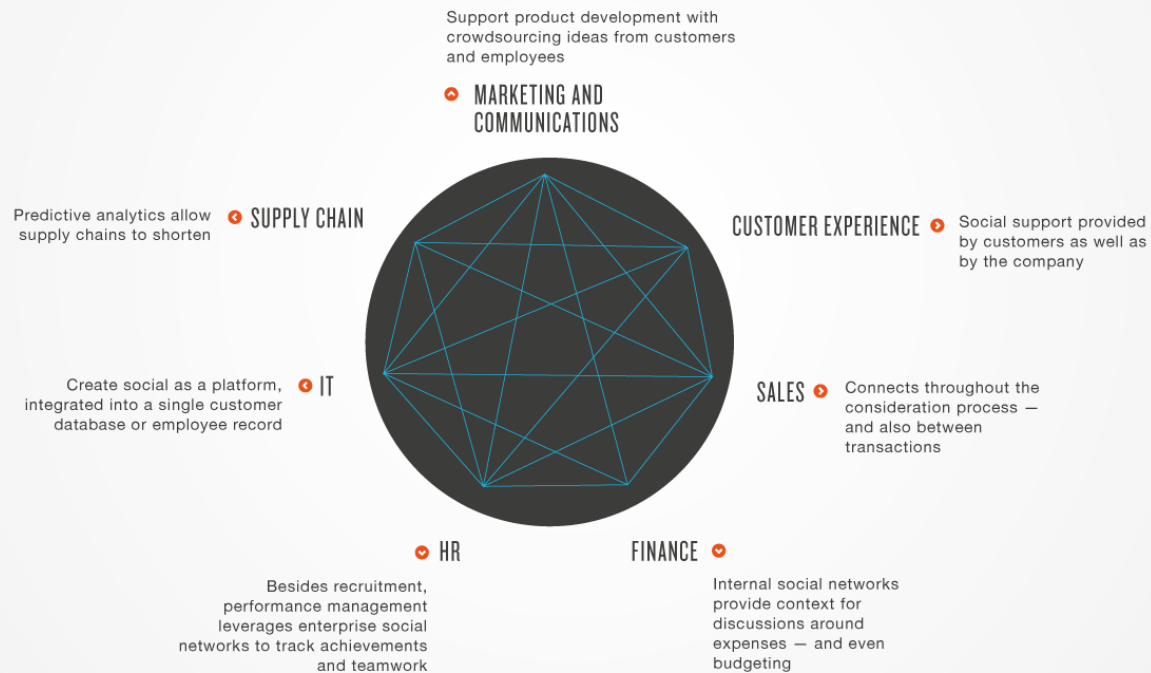 Support product development with
crowdsourcing ideas from customers
and employees
MARKETING AND
COMMUNICATIONS
Predictive analytics allow
supply chains to shorten
SUPPLY CHAIN
CUSTOMER EXPERIENCE
Social support provided
by customers as well as
by the company
Create social as a platform,
integrated into a single customer
database or employee record
IT
SALES
Connects throughout the
consideration process —
and also between
transactions
HR
Besides recruitment,
performance management
leverages enterprise social
networks to track achievements
and teamwork
FINANCE
Internal social networks
provide context for
discussions around
expenses — and even
budgeting